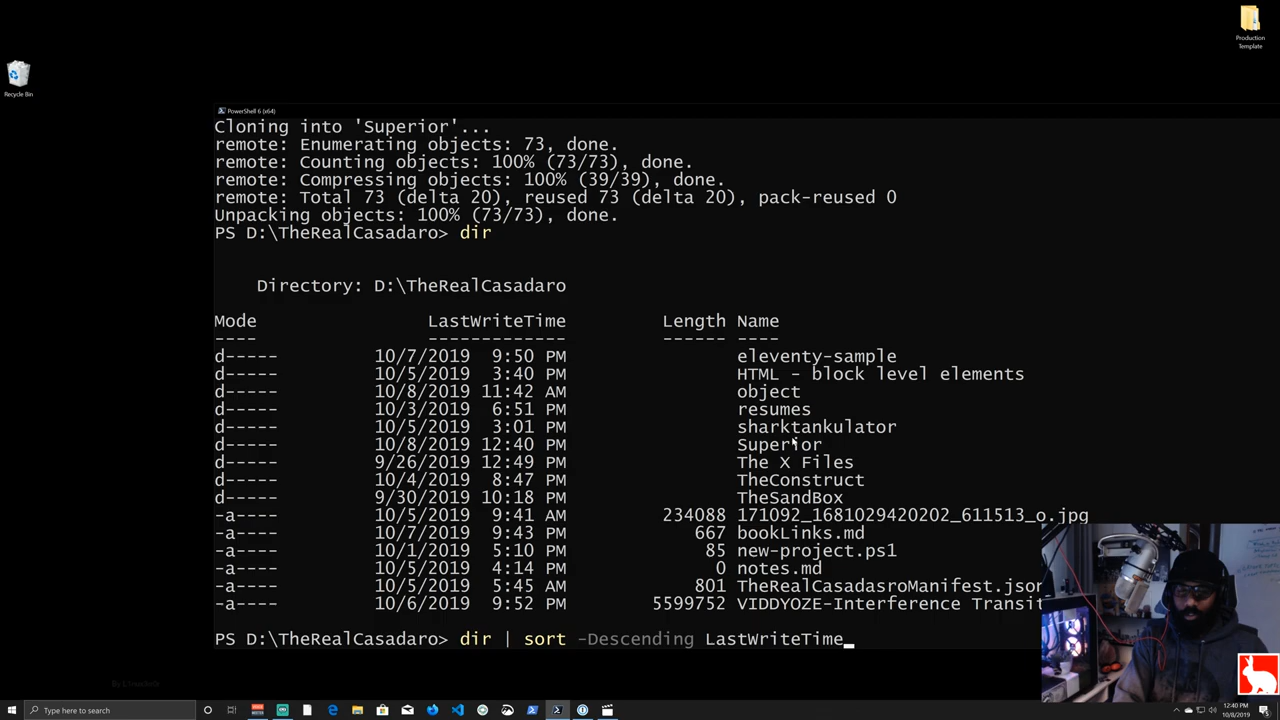 Production
Template
Recycle Bin
PowerShell 6 (x64)
Cloning into 'Superior'...
remote: Enumerating objects: 73, done.
remote: Counting objects: 100% (73/73), done.
remote: Compressing objects: 100% (39/39), done.
remote: Total 73 (delta 20), reused 73 (delta 20), pack-reused 0
Unpacking objects: 100% (73/73), done.
PS D:\TheRealCasadaro> dir
Directory: D:\TheRealCasadaro
Mode LastWriteTime Length Name
---- ------------- ------ ----
d----- 10/7/2019 9:50 PM eleventy-sample
d----- 10/5/2019 3:40 PM HTML - block level elements
d----- 10/8/2019 11:42 AM object
d----- 10/3/2019 6:51 PM resumes
d----- 10/5/2019 3:01 PM sharktankulator
d----- 10/8/2019 12:40 PM Superior
d----- 9/26/2019 12:49 PM The X Files
d----- 10/4/2019 8:47 PM TheConstruct
d----- 9/30/2019 10:18 PM TheSandBox
-a---- 10/5/2019 9:41 AM 234088 171092_1681029420202_611513_o.jpg
-a---- 10/7/2019 9:43 PM 667 bookLinks.md
-a---- 10/1/2019 5:10 PM 85 new-project.ps1
-a---- 10/5/2019 4:14 PM 0 notes.md
-a---- 10/5/2019 5:45 AM 801 TheRealCasadasroManifest.json
-a---- 10/6/2019 9:52 PM 5599752 VIDDYOZE-Interference Transit
PS D:\TheRealCasadaro> dir | sort -Descending LastWriteTime
Type here to search
12:40 PM
10/8/2019